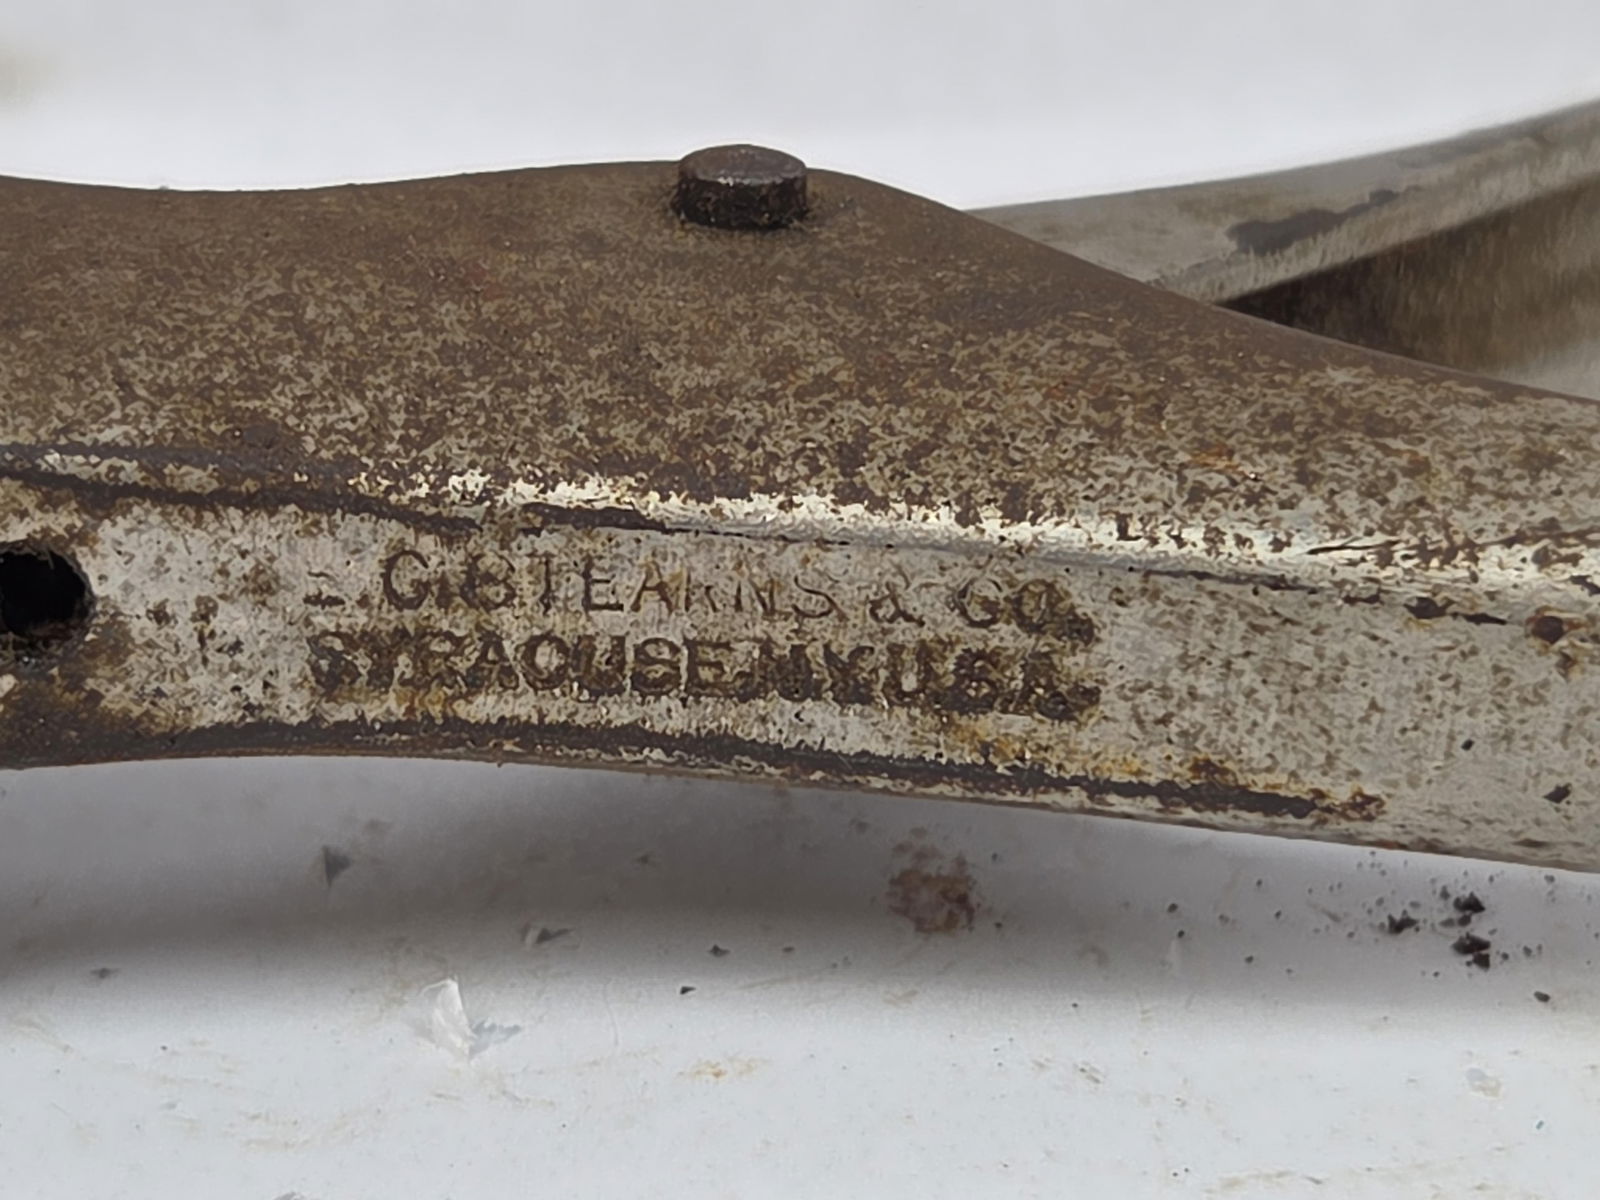 E.C. STEARNS & CO.
SYRACUSE, N.Y. U.S.A.